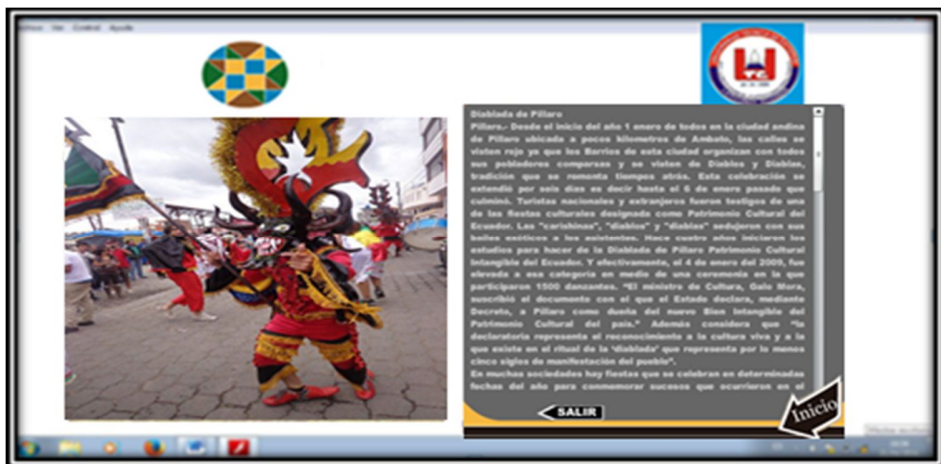 Ver Control Ayuda
Diablada de Pillaro
Pillaro.- Desde el inicio del año 1 enero de todos en la ciudad andina
de Pillaro ubicada a pocos kilometros de Ambato, las calles se
visten rojo ya que los Barrios de esta ciudad organizan con todos
sus pobladores comparsas y se visten de Diablos y Diablas,
tradición que se remonta tiempos atrás. Esta celebración se
extendió por seis días es decir hasta el 6 de enero pasado que
culminó. Turistas nacionales y extranjeros fueron testigos de una
de las fiestas culturales designada como Patrimonio Cultural del
Ecuador. Las "carishinas", "diablos" y "diablas" sedujeron con sus
bailes exóticos a los asistentes. Hace cuatro años iniciaron los
estudios para hacer de la Diablada de Pillaro Patrimonio Cultural
Intangible del Ecuador. Y efectivamente, el 4 de enero del 2009, fue
elevada a esa categoria en medio de una ceremonia en la que
participaron 1500 danzantes. "El ministro de Cultura, Galo Mora,
suscribió el documento con el que el Estado declara, mediante
Decreto, a Pillaro como dueña del nuevo Bien Intangible del
Patrimonio Cultural del país." Además considera que "la
declaratoria representa el reconocimiento a la cultura viva y a la
que existe en el ritual de la 'diablada' que representa por lo menos
cinco siglos de manifestación del pueblo".
En muchas sociedades hay fiestas que se celebran en determinadas
fechas del año para conmemorar sucesos que ocurrieron en el
SALIR
Inicio